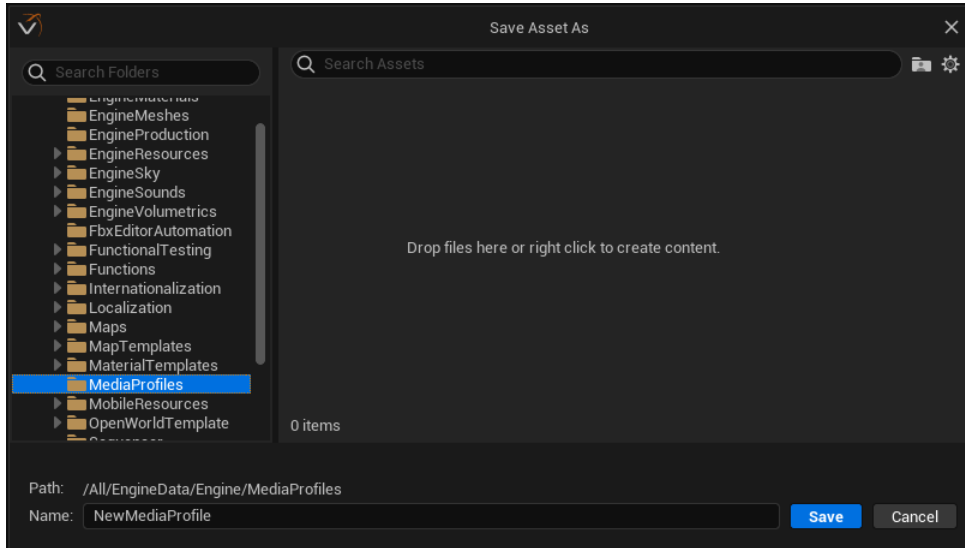 Save Asset As
Search Folders
Search Assets
EngineMaterials
EngineMeshes
EngineProduction
EngineResources
EngineSky
EngineSounds
EngineVolumetrics
FbxEditorAutomation
FunctionalTesting
Functions
Internationalization
Localization
Maps
MapTemplates
MaterialTemplates
MediaProfiles
MobileResources
OpenWorldTemplate
Drop files here or right click to create content.
0 items
Path: /All/EngineData/Engine/MediaProfiles
Name: NewMediaProfile
Save Cancel